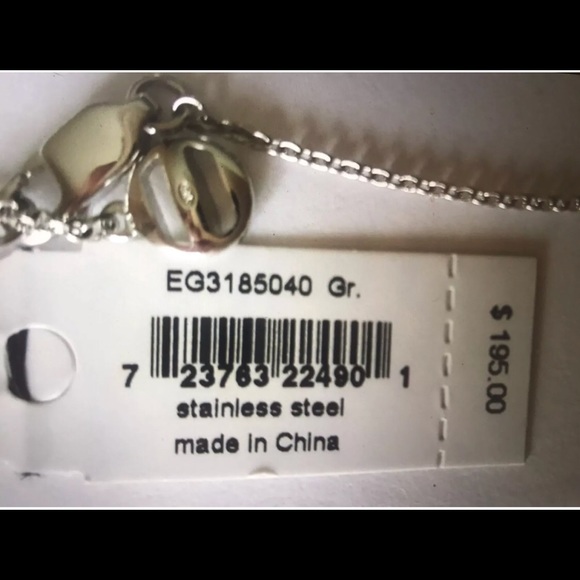 EG3185040 Gr.
7 23763 22490 1
stainless steel
made in China
$ 195.00